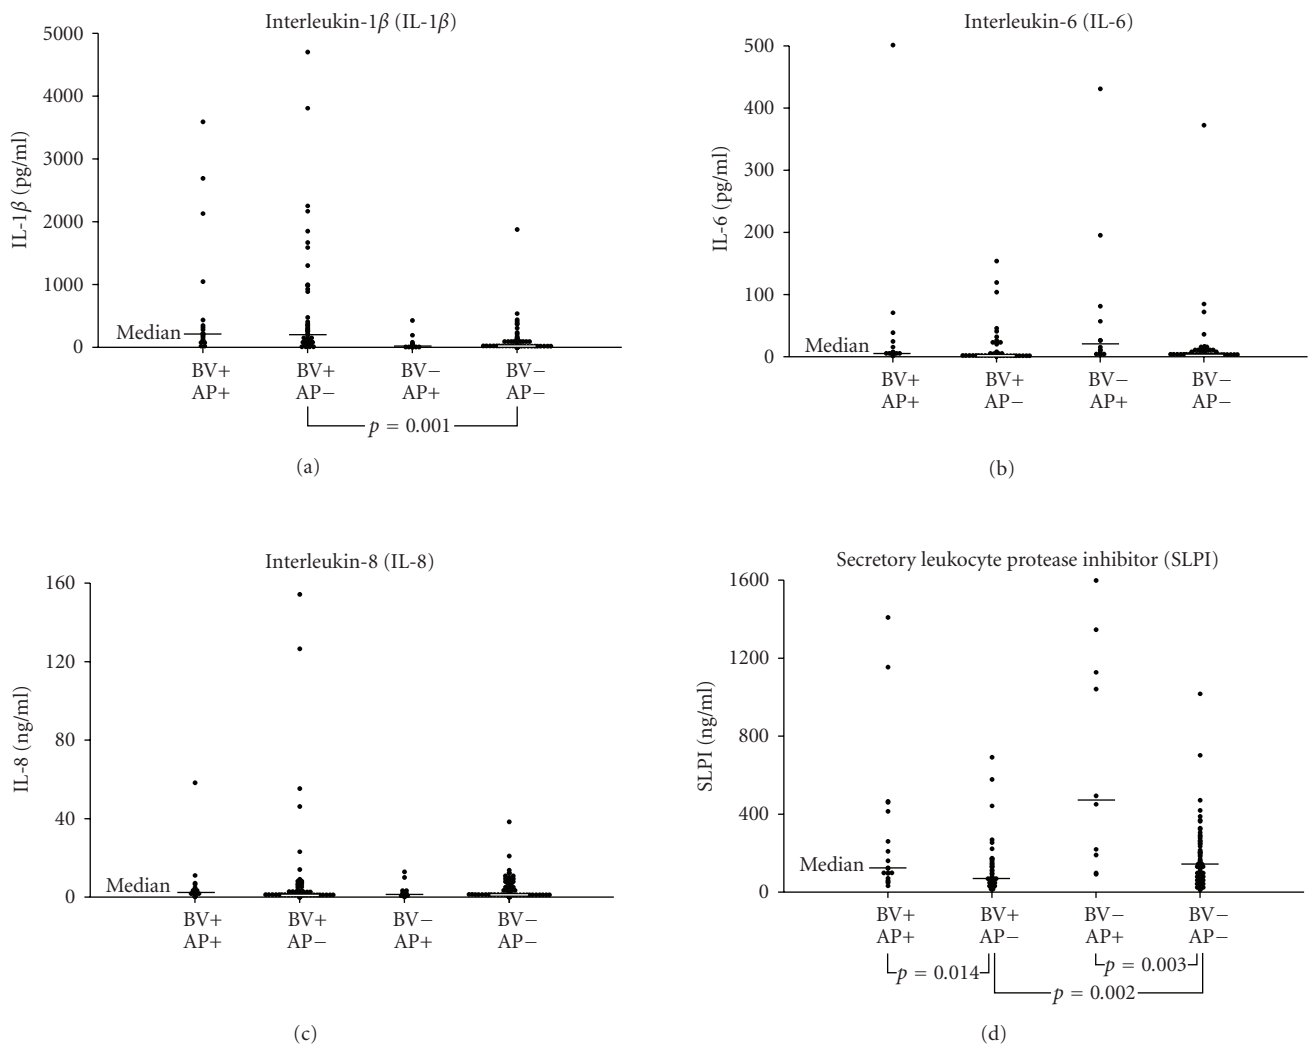 Interleukin-1β (IL-1β)
5000
4000
3000
2000
1000
0
IL-1β (pg/ml)
Median
BV+ BV+ BV− BV−
AP+ AP− AP+ AP−
p = 0.001
(a)
Interleukin-6 (IL-6)
500
400
300
200
100
0
IL-6 (pg/ml)
Median
BV+ BV+ BV− BV−
AP+ AP− AP+ AP−
(b)
Interleukin-8 (IL-8)
160
120
80
40
0
IL-8 (ng/ml)
Median
BV+ BV+ BV− BV−
AP+ AP− AP+ AP−
(c)
Secretory leukocyte protease inhibitor (SLPI)
1600
1200
800
400
0
SLPI (ng/ml)
Median
BV+ BV+ BV− BV−
AP+ AP− AP+ AP−
p = 0.014 p = 0.003
p = 0.002
(d)